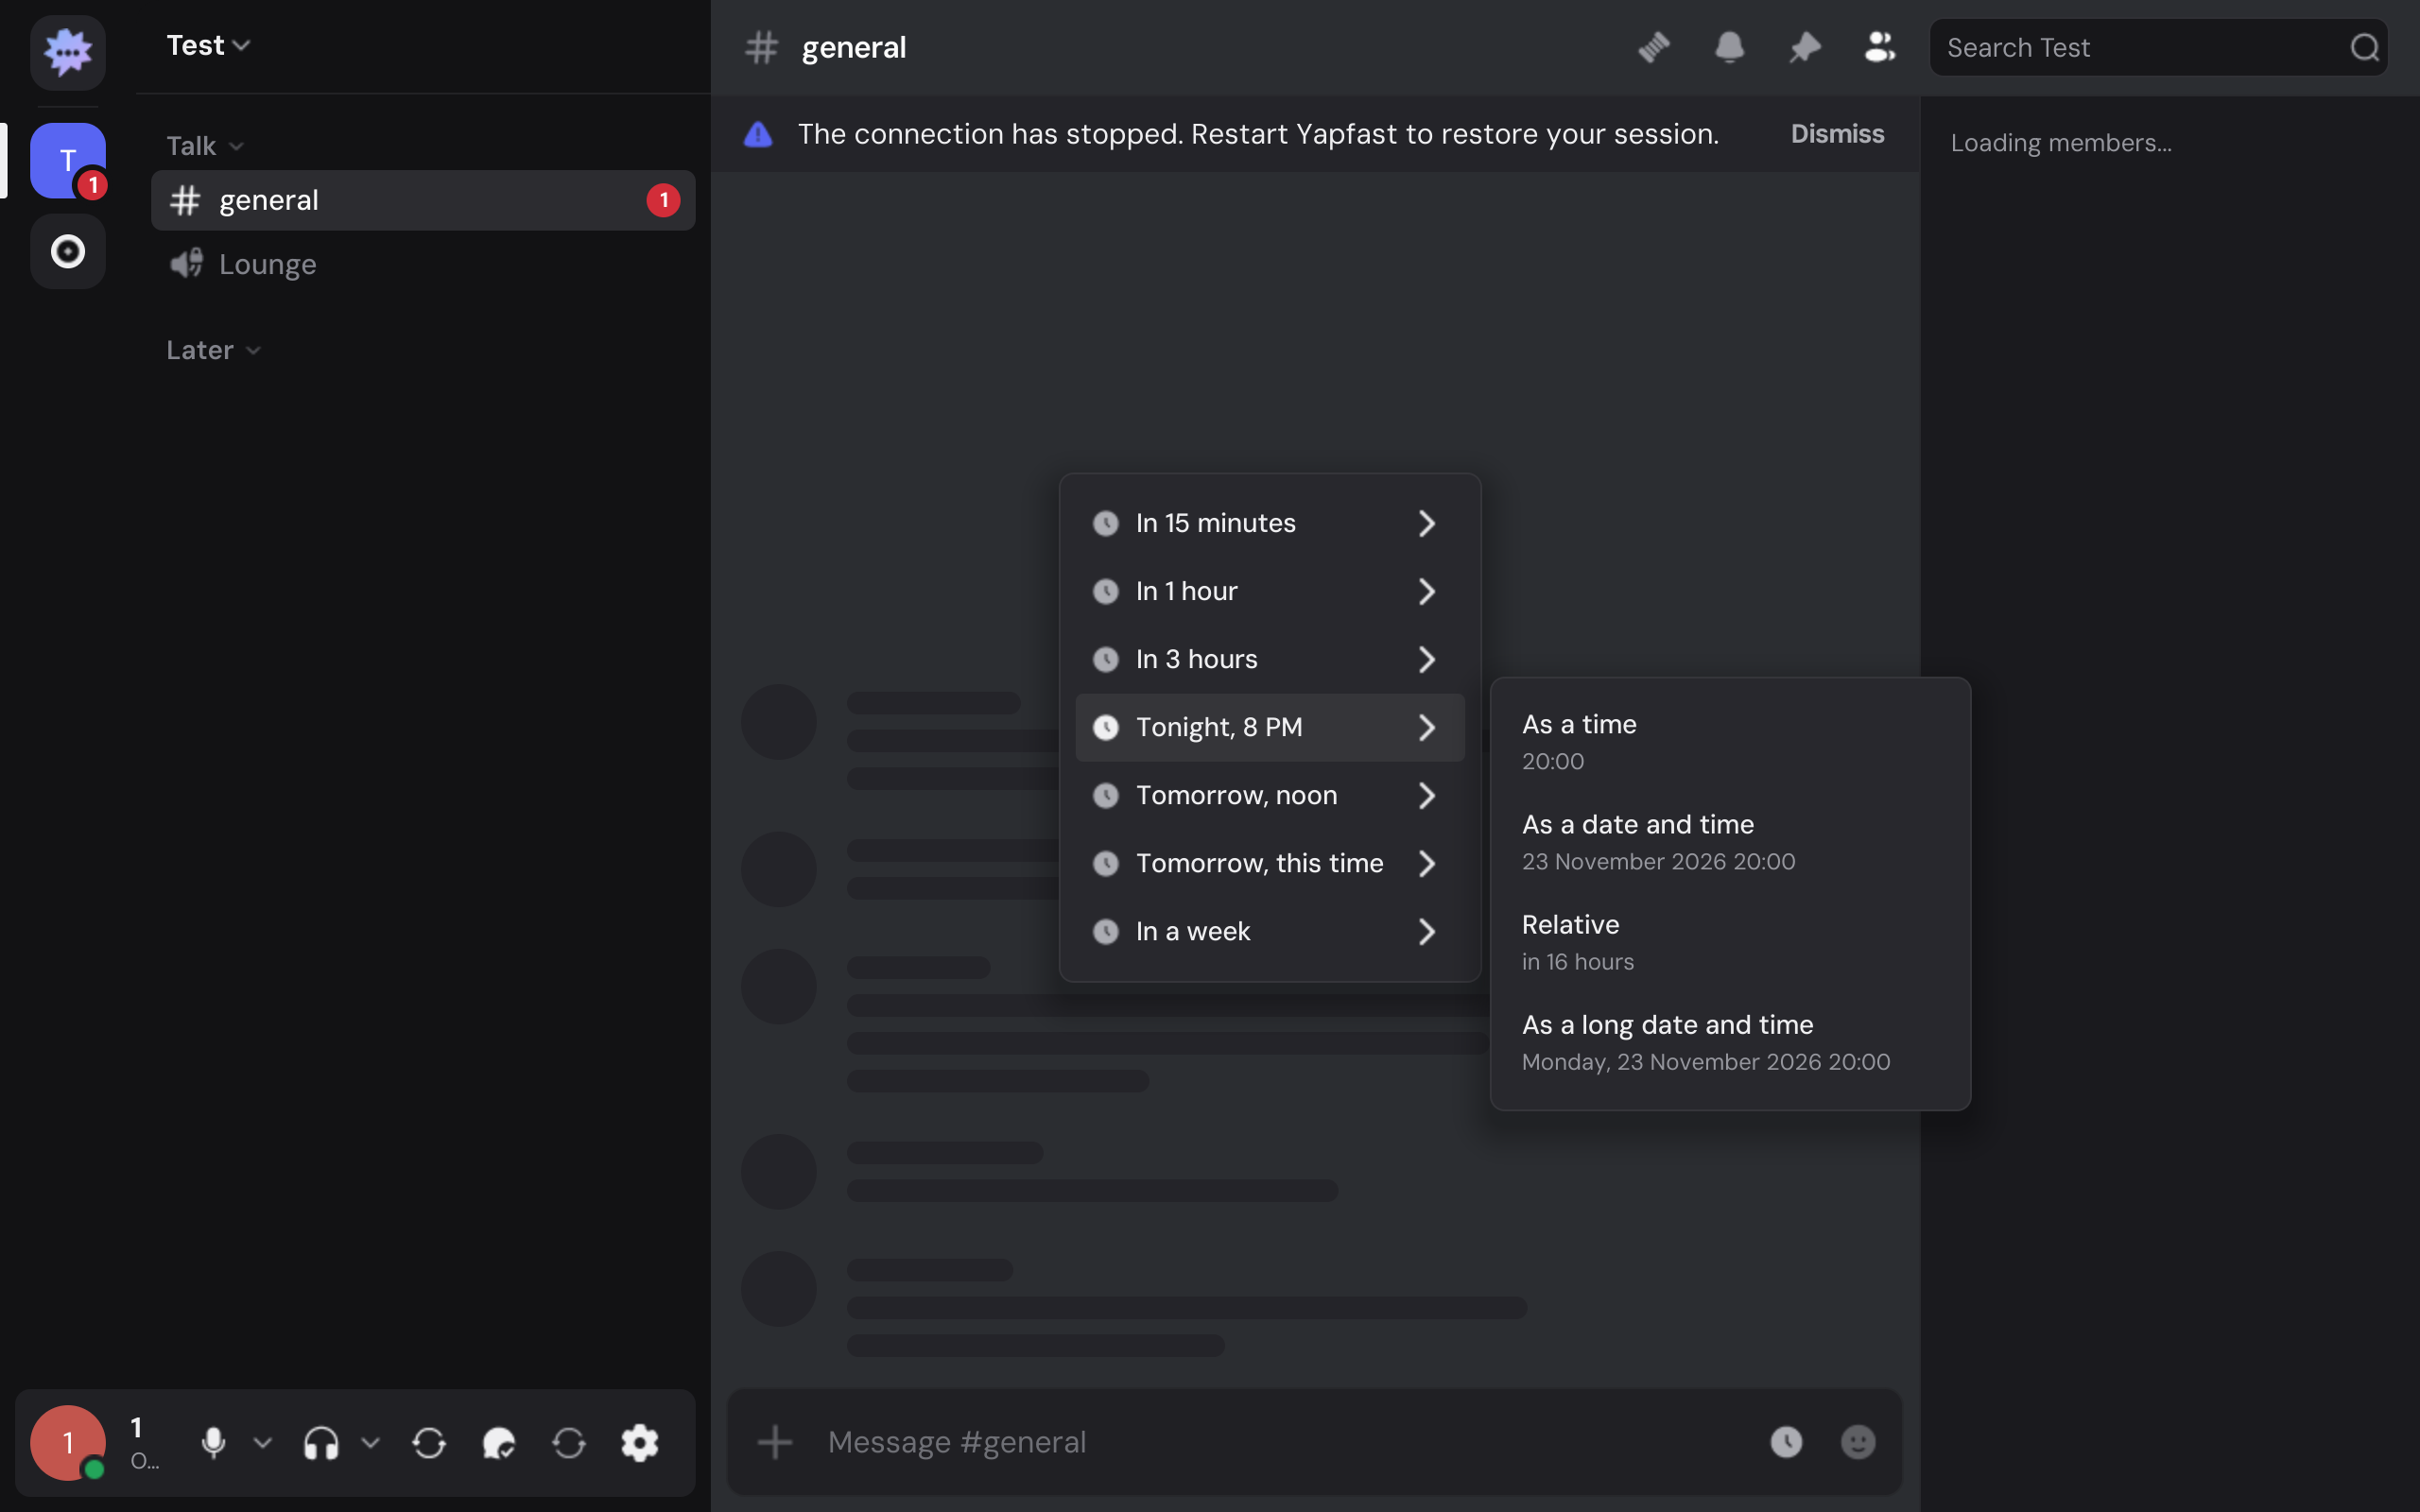 Test
T
1
Talk
general
1
Lounge
Later
1
1
O...
general
Search Test
The connection has stopped. Restart Yapfast to restore your session.
Dismiss
Loading members...
In 15 minutes
In 1 hour
In 3 hours
Tonight, 8 PM
Tomorrow, noon
Tomorrow, this time
In a week
As a time
20:00
As a date and time
23 November 2026 20:00
Relative
in 16 hours
As a long date and time
Monday, 23 November 2026 20:00
Message #general